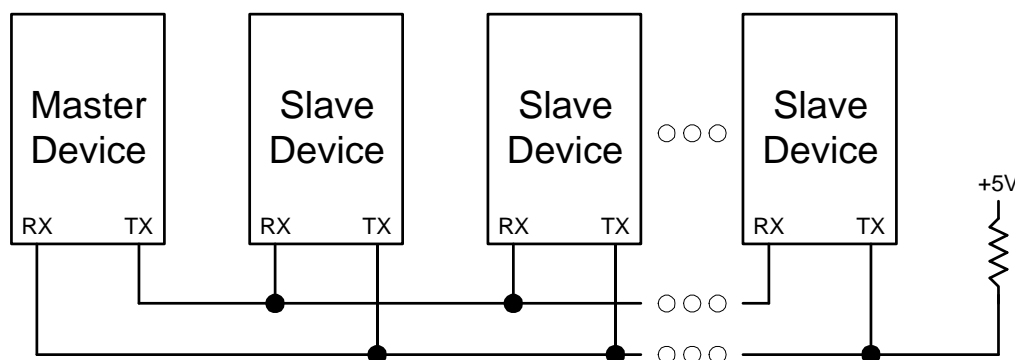 Master
Device
Slave
Device
Slave
Device
Slave
Device
+5V
RX TX
RX TX
RX TX
RX TX